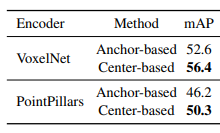 Encoder Method mAP
VoxelNet Anchor-based 52.6
Center-based 56.4
PointPillars Anchor-based 46.2
Center-based 50.3